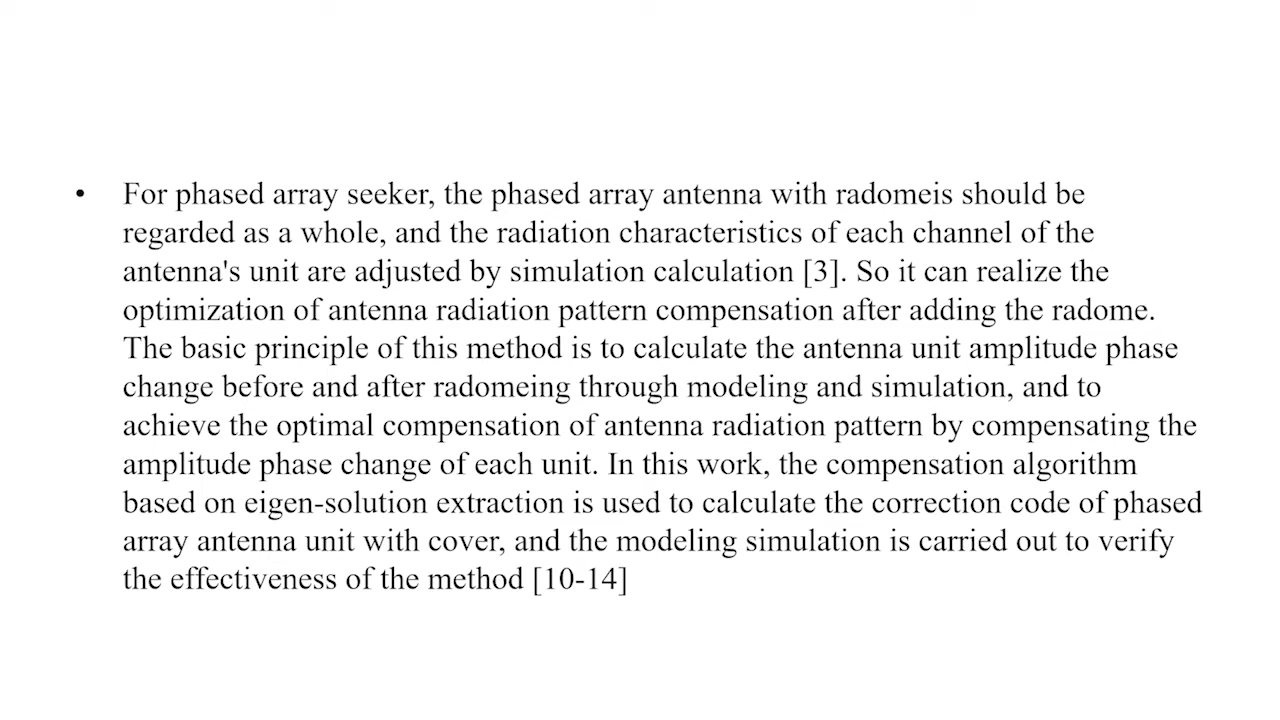 • For phased array seeker, the phased array antenna with radomeis should be
regarded as a whole, and the radiation characteristics of each channel of the
antenna's unit are adjusted by simulation calculation [3]. So it can realize the
optimization of antenna radiation pattern compensation after adding the radome.
The basic principle of this method is to calculate the antenna unit amplitude phase
change before and after radomeing through modeling and simulation, and to
achieve the optimal compensation of antenna radiation pattern by compensating the
amplitude phase change of each unit. In this work, the compensation algorithm
based on eigen-solution extraction is used to calculate the correction code of phased
array antenna unit with cover, and the modeling simulation is carried out to verify
the effectiveness of the method [10-14]